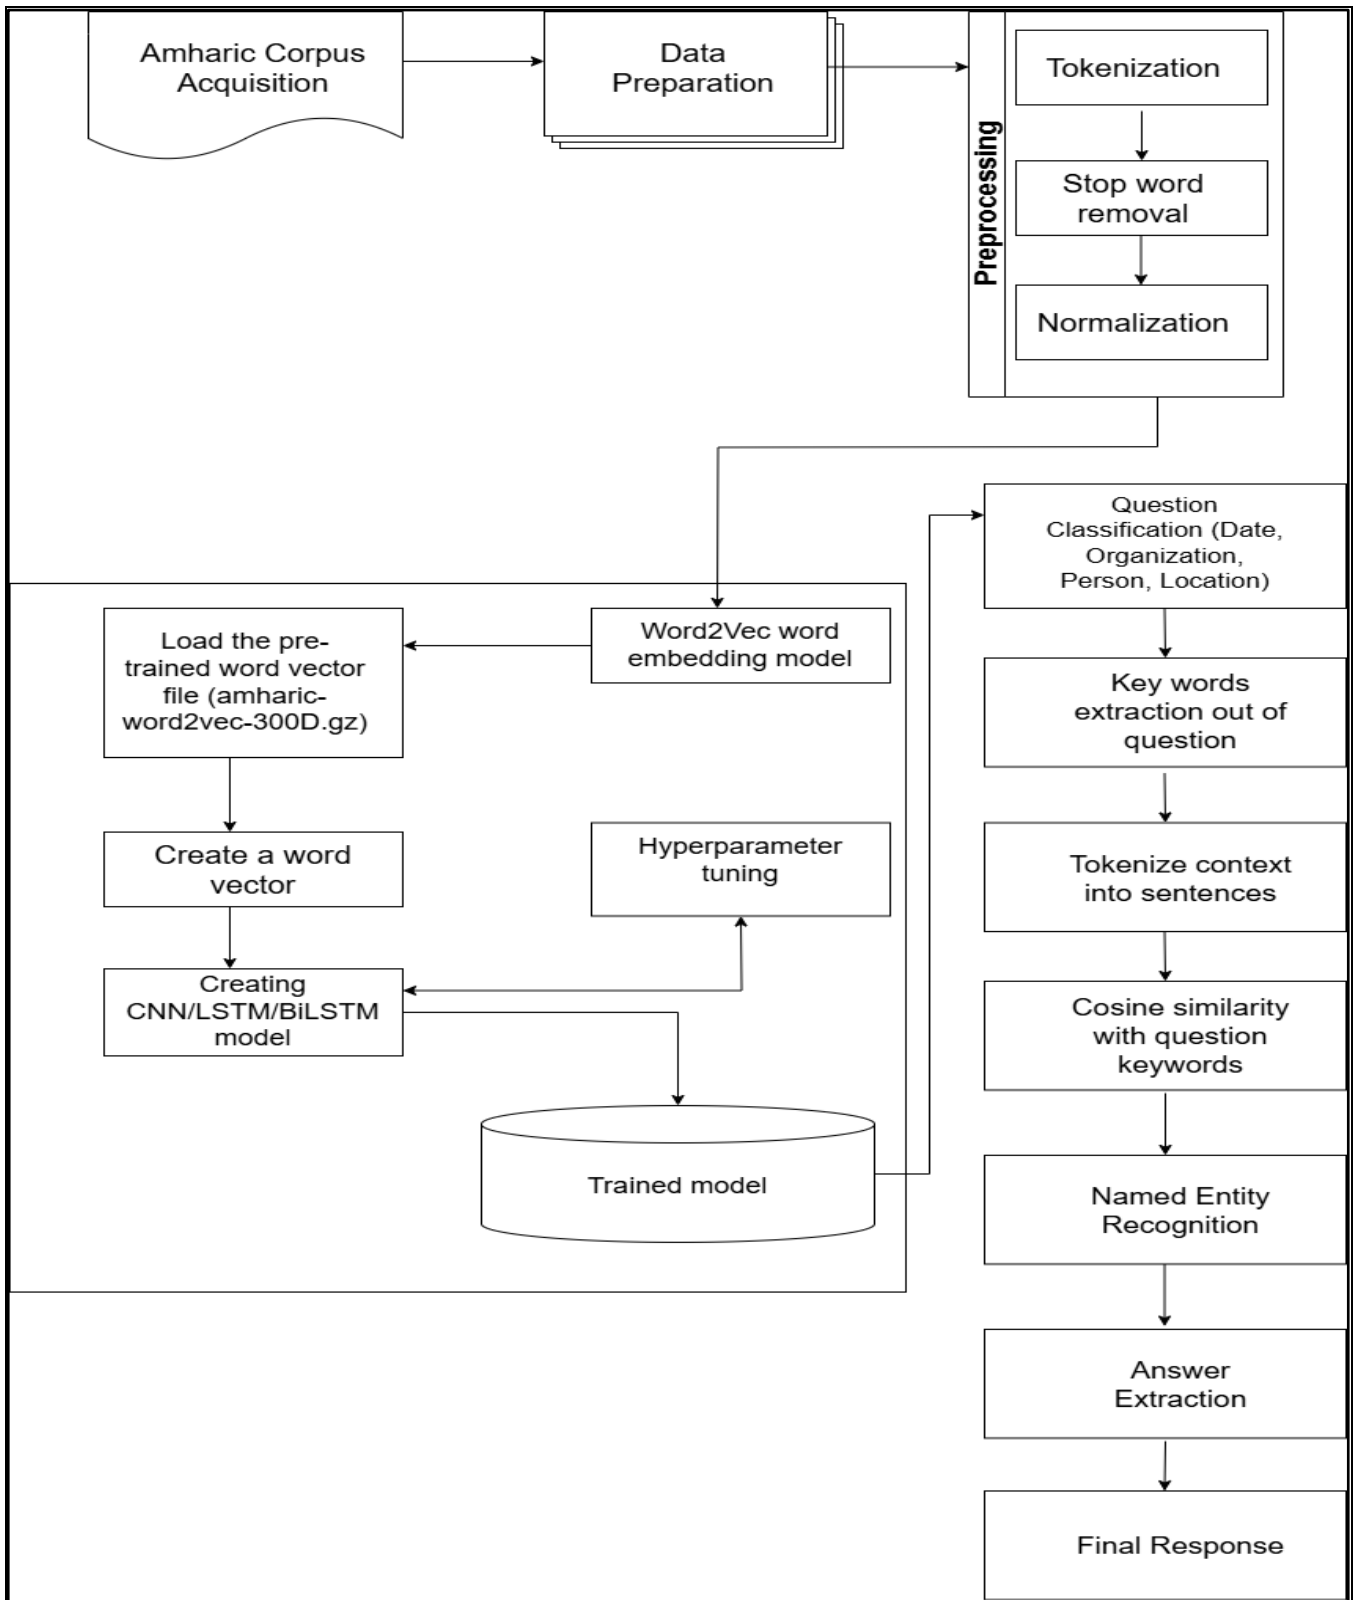 Amharic Corpus
Acquisition
Data
Preparation
Preprocessing
Tokenization
Stop word
removal
Normalization
Word2Vec word
embedding model
Load the pre-
trained word vector
file (amharic-
word2vec-300D.gz)
Create a word
vector
Hyperparameter
tuning
Creating
CNN/LSTM/BiLSTM
model
Trained model
Question
Classification (Date,
Organization,
Person, Location)
Key words
extraction out of
question
Tokenize context
into sentences
Cosine similarity
with question
keywords
Named Entity
Recognition
Answer
Extraction
Final Response